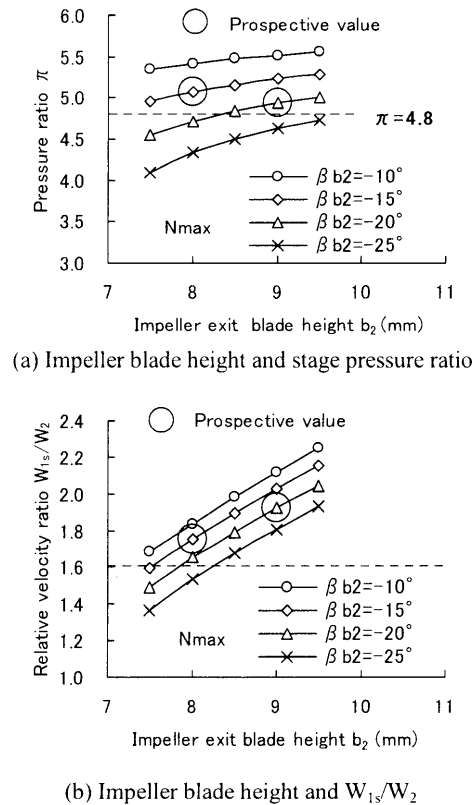 Prospective value
Pressure ratio π
6.0
5.5
5.0
4.5
4.0
3.5
3.0
π=4.8
β b2=-10°
β b2=-15°
β b2=-20°
β b2=-25°
Nmax
7 8 9 10 11
Impeller exit blade height b₂(mm)
(a) Impeller blade height and stage pressure ratio
Prospective value
Relative velocity ratio W₁ₛ/W₂
2.4
2.2
2.0
1.8
1.6
1.4
1.2
1.0
β b2=-10°
β b2=-15°
β b2=-20°
β b2=-25°
Nmax
7 8 9 10 11
Impeller exit blade height b₂(mm)
(b) Impeller blade height and W₁ₛ/W₂